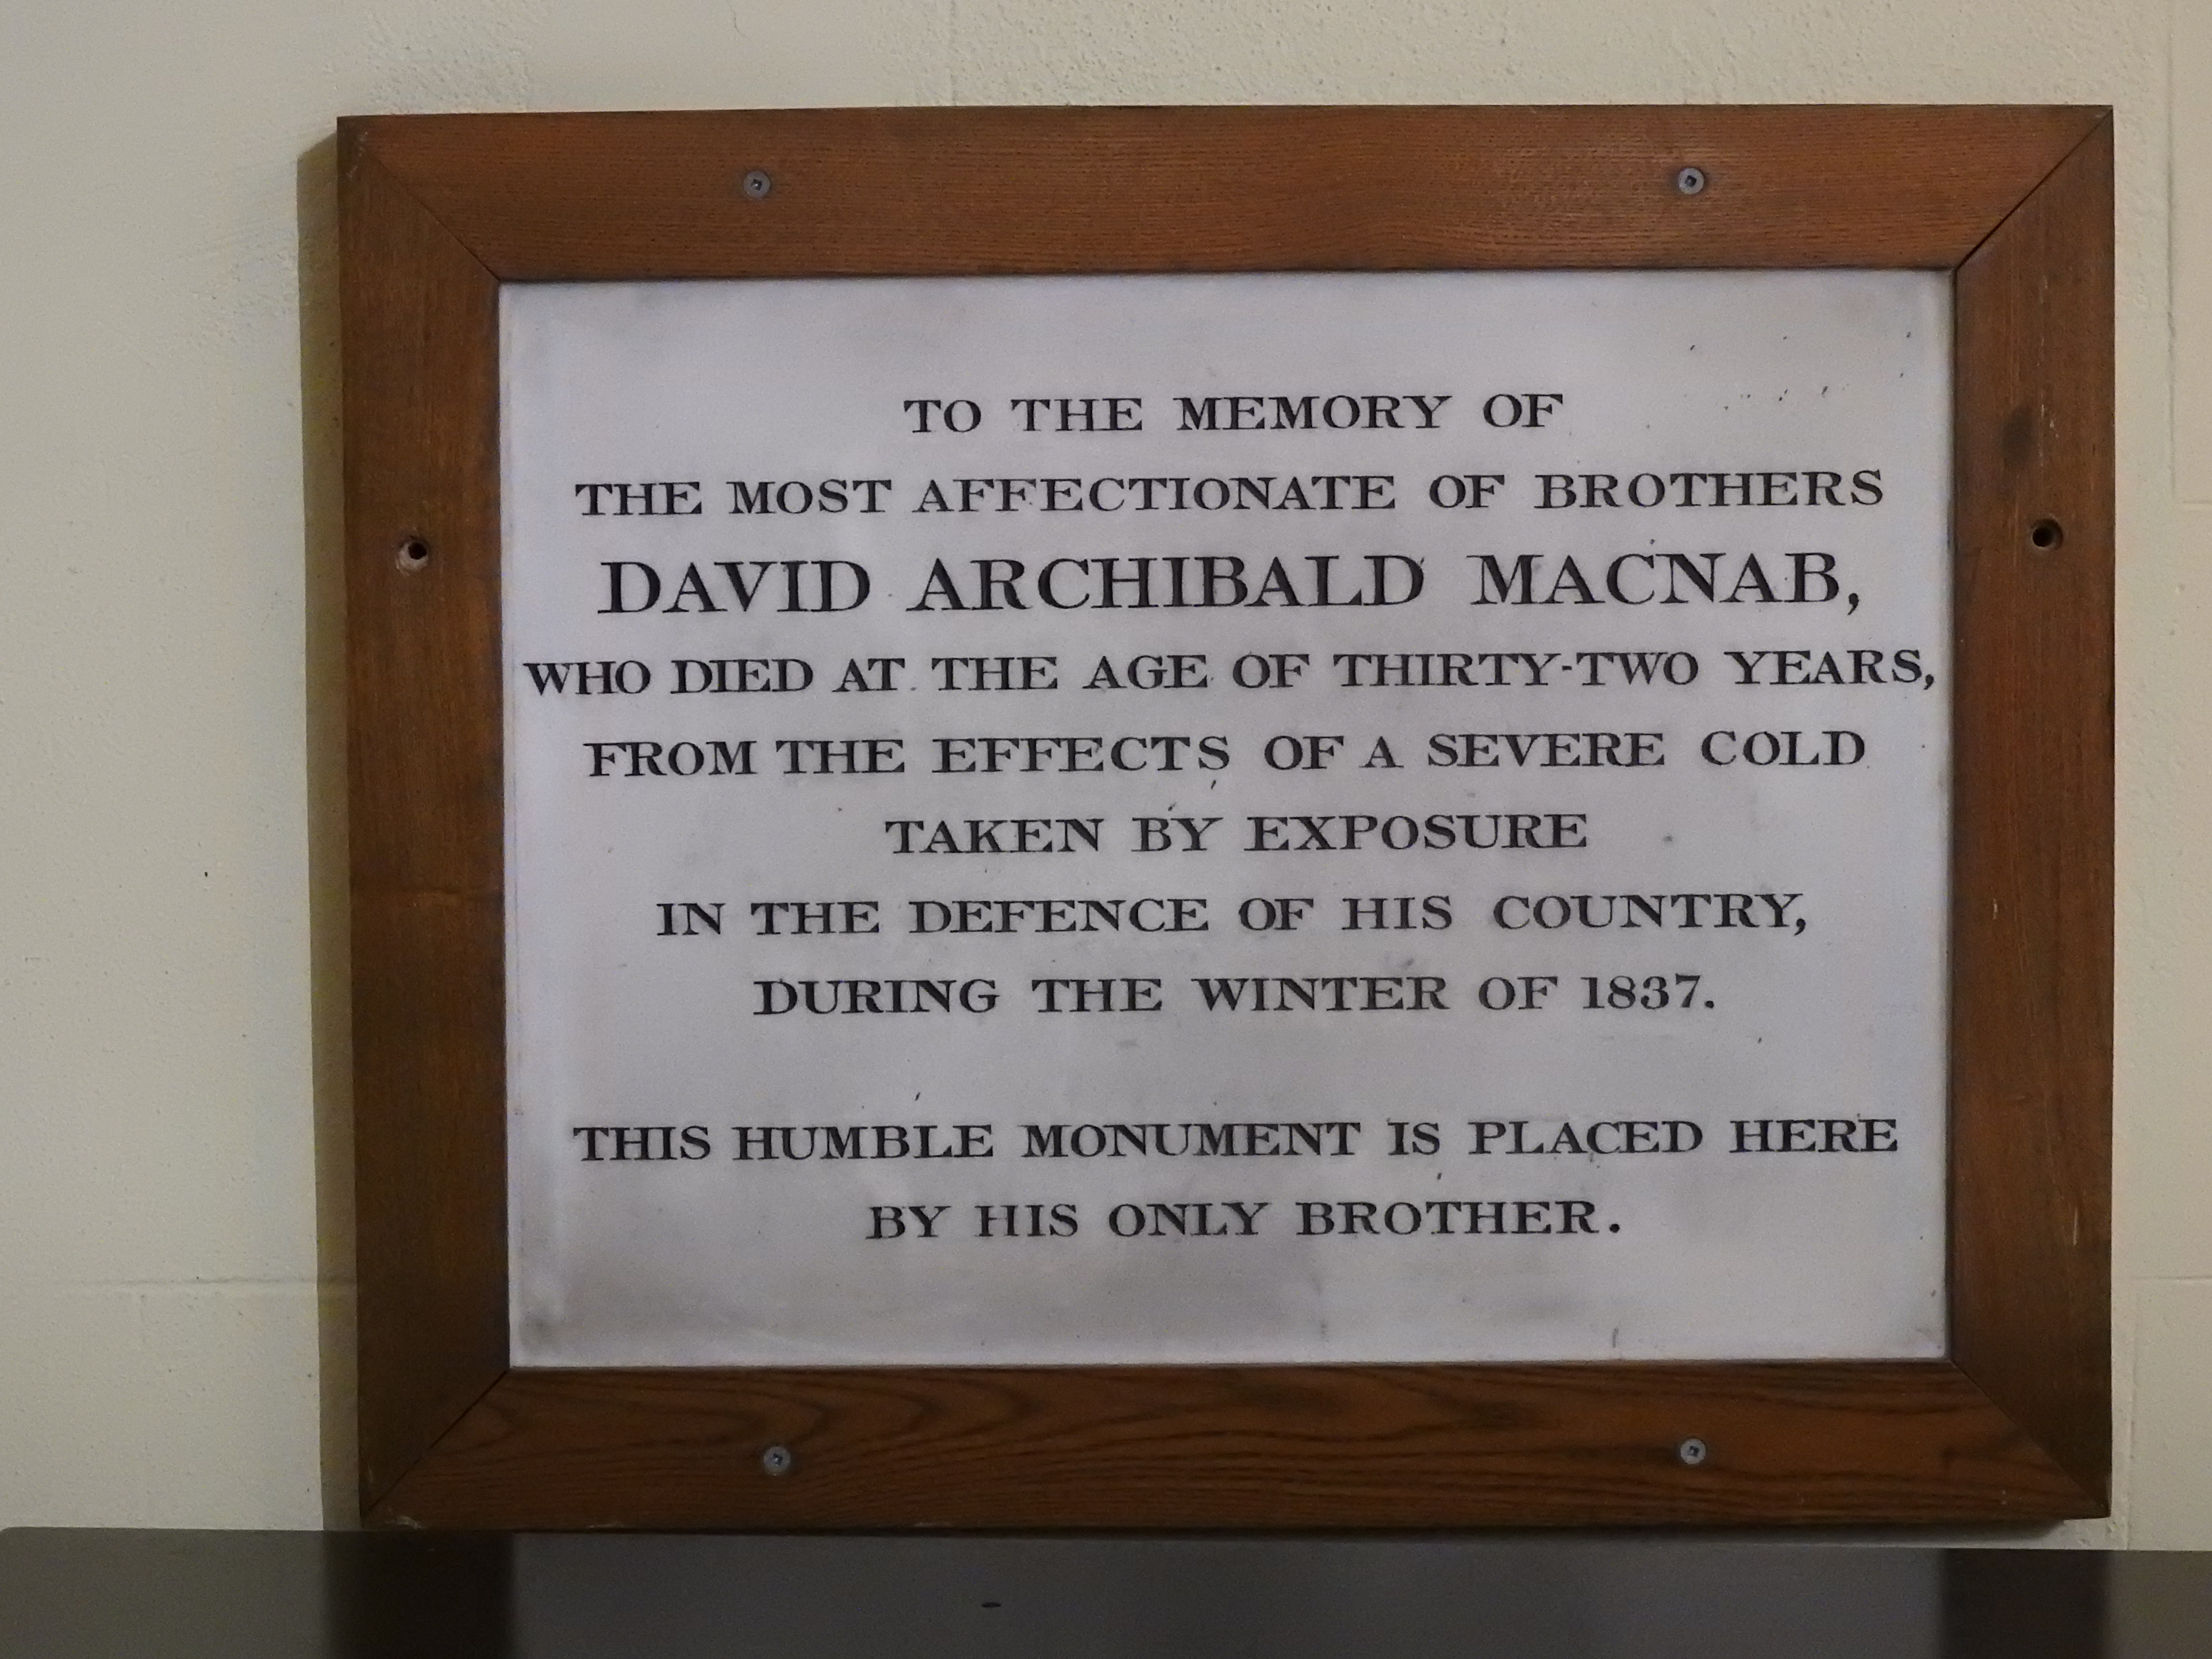 TO THE MEMORY OF
THE MOST AFFECTIONATE OF BROTHERS
DAVID ARCHIBALD MACNAB,
WHO DIED AT THE AGE OF THIRTY-TWO YEARS,
FROM THE EFFECTS OF A SEVERE COLD
TAKEN BY EXPOSURE
IN THE DEFENCE OF HIS COUNTRY,
DURING THE WINTER OF 1837.
THIS HUMBLE MONUMENT IS PLACED HERE
BY HIS ONLY BROTHER.